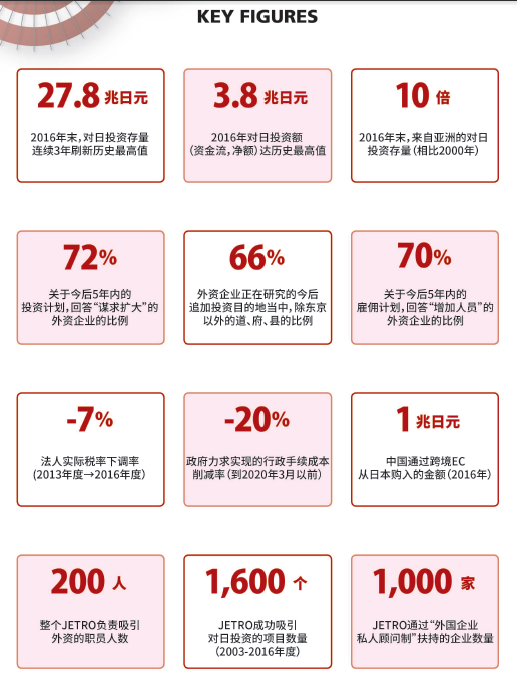 KEY FIGURES
27.8 兆日元
2016年末，对日投资存量
连续3年刷新历史最高值
3.8 兆日元
2016年对日投资额
（资金流，净额）达历史最高值
10 倍
2016年末，来自亚洲的对日
投资存量（相比2000年）
72%
关于今后5年内的
投资计划，回答“谋求扩大”的
外资企业的比例
66%
外资企业正在研究的今后
追加投资目的地当中，除东京
以外的道、府、县的比例
70%
关于今后5年内的
雇佣计划，回答“增加人员”的
外资企业的比例
-7%
法人实际税率下调率
(2013年度→2016年度)
-20%
政府力求实现的行政手续成本
削减率（到2020年3月以前）
1 兆日元
中国通过跨境EC
从日本购入的金额（2016年）
200 人
整个JETRO负责吸引
外资的职员人数
1,600 个
JETRO成功吸引
对日投资的项目数量
（2003-2016年度）
1,000 家
JETRO通过“外国企业
私人顾问制”扶持的企业数量